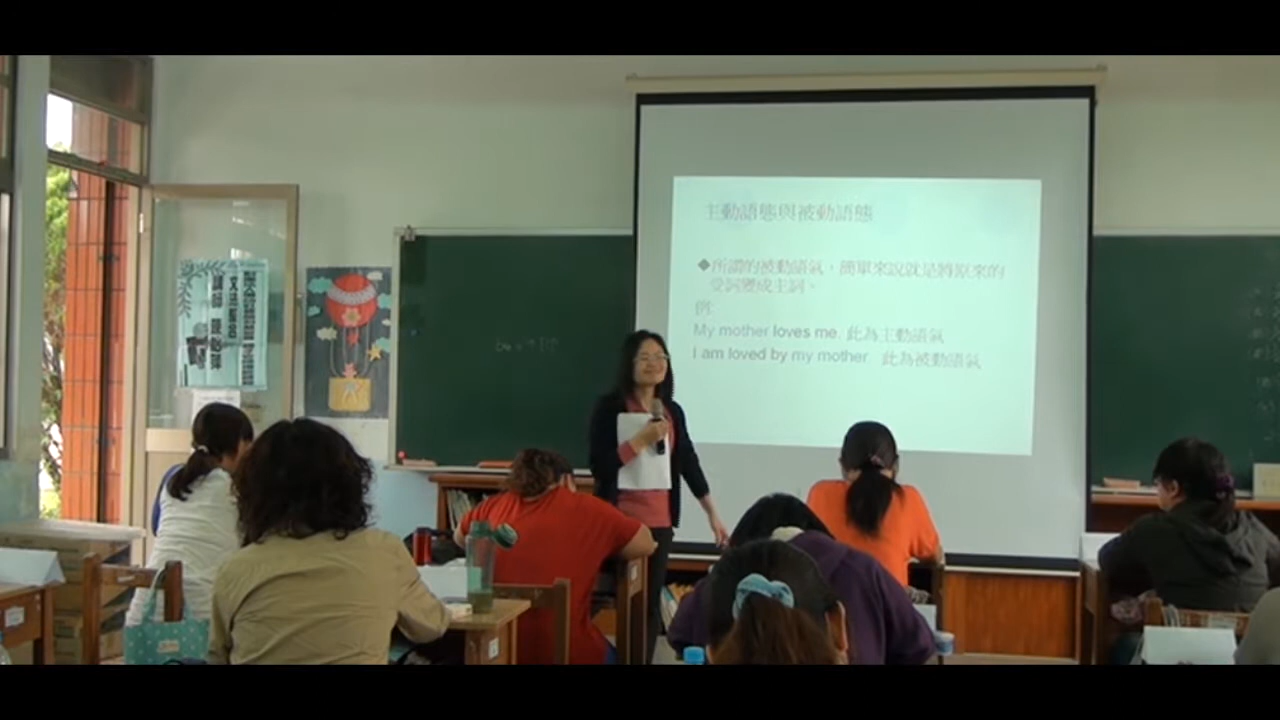 主動語態與被動語態
◆所謂的被動語氣，簡單來說就是將原來的
受詞變成主詞。
例:
My mother loves me. 此為主動語氣
I am loved by my mother. 此為被動語氣
講師